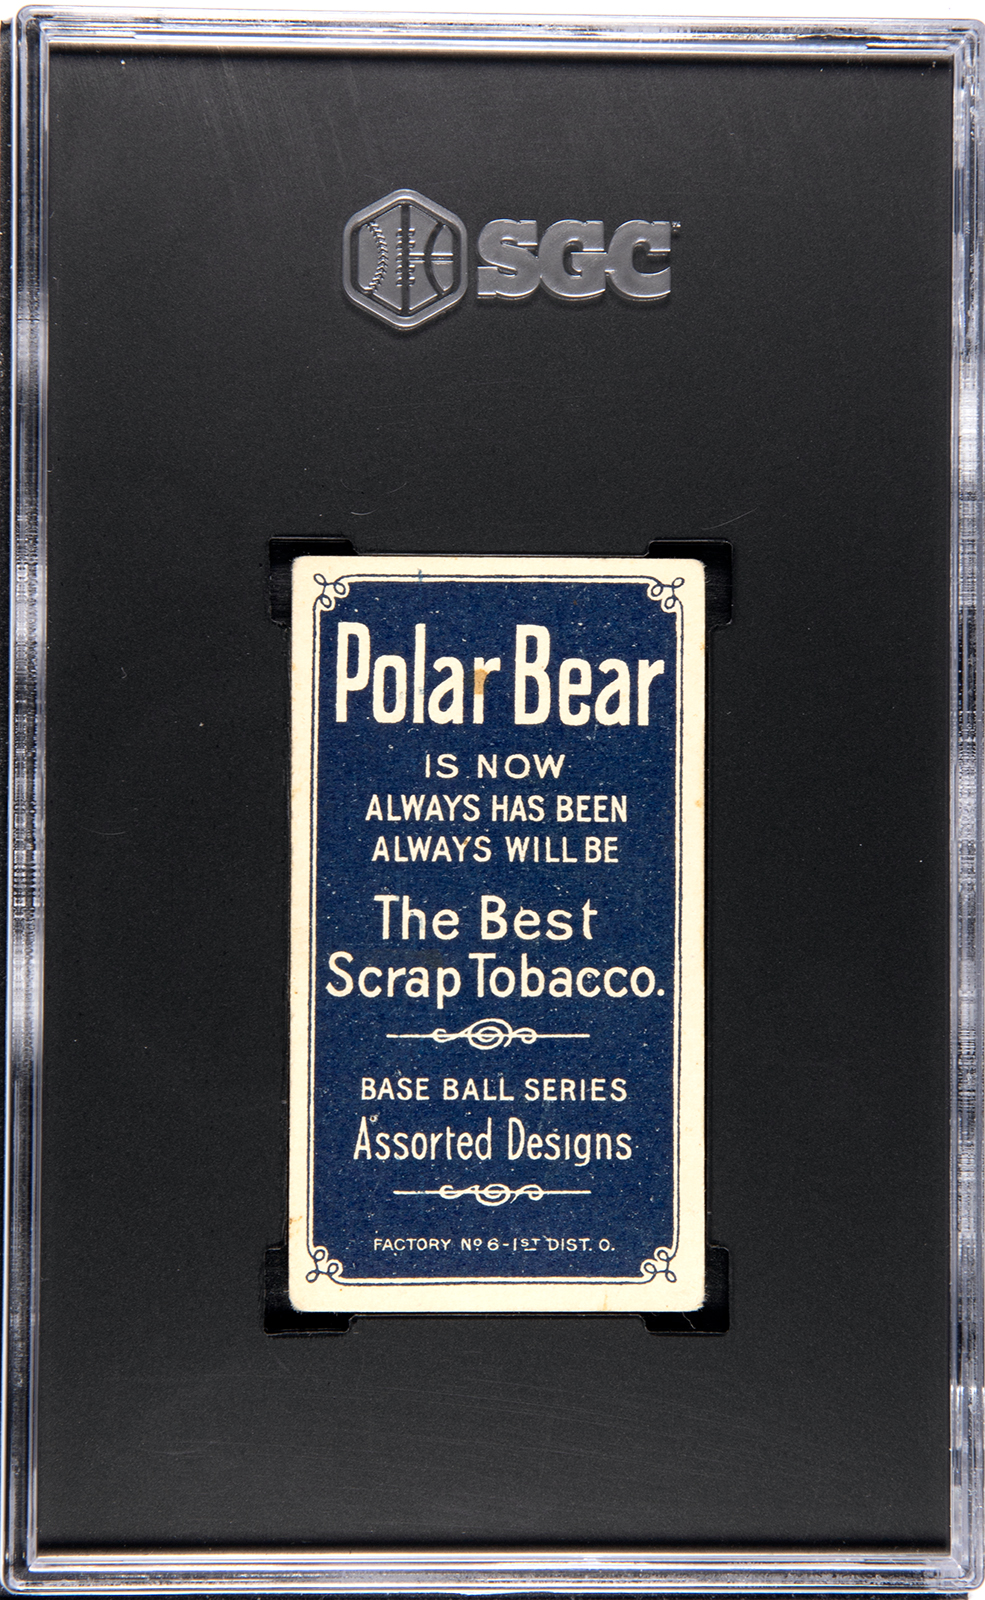 SGC
Polar Bear
IS NOW
ALWAYS HAS BEEN
ALWAYS WILL BE
The Best
Scrap Tobacco.
BASE BALL SERIES
Assorted Designs
FACTORY Nº 6-1ST DIST. O.